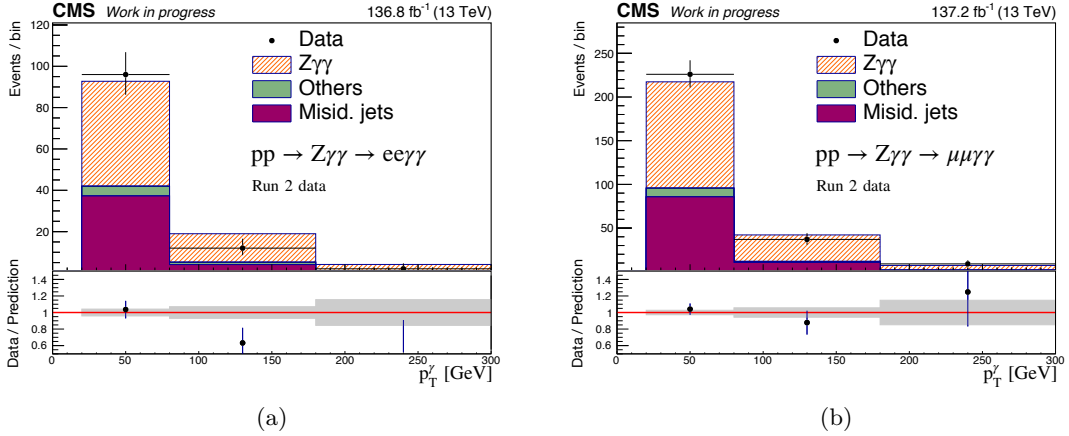 CMS Work in progress 136.8 fb⁻¹ (13 TeV)
Events / bin
120
100
80
60
40
20
Data
Zγγ
Others
Misid. jets
pp → Zγγ → eeγγ
Run 2 data
Data / Prediction
1.4
1.2
1.0
0.8
0.6
0 50 100 150 200 250 300
p_T^γ [GeV]
(a)
CMS Work in progress 137.2 fb⁻¹ (13 TeV)
Events / bin
250
200
150
100
50
Data
Zγγ
Others
Misid. jets
pp → Zγγ → μμγγ
Run 2 data
Data / Prediction
1.4
1.2
1
0.8
0.6
0 50 100 150 200 250 300
p_T^γ [GeV]
(b)